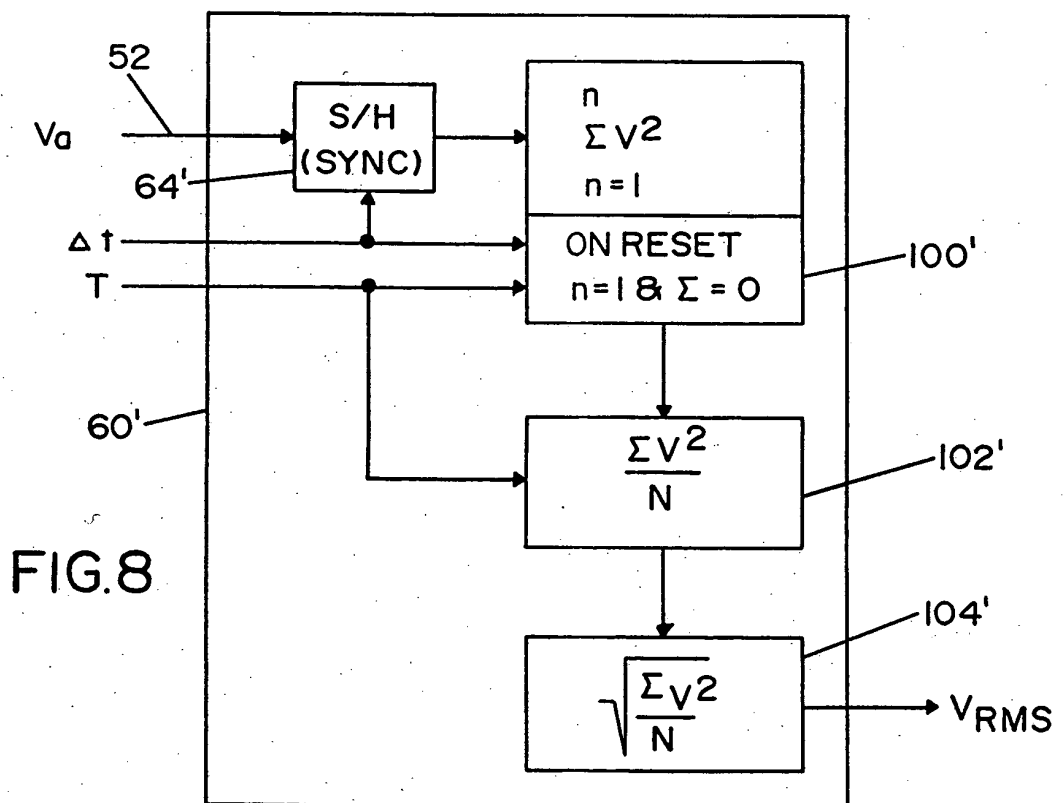 52
Va
S/H
(SYNC)
64'
n
Σ V²
n=1
Δt
T
ON RESET
n=1 & Σ = 0
100'
60'
ΣV²
N
102'
FIG.8
104'
√ΣV²
N
VRMS